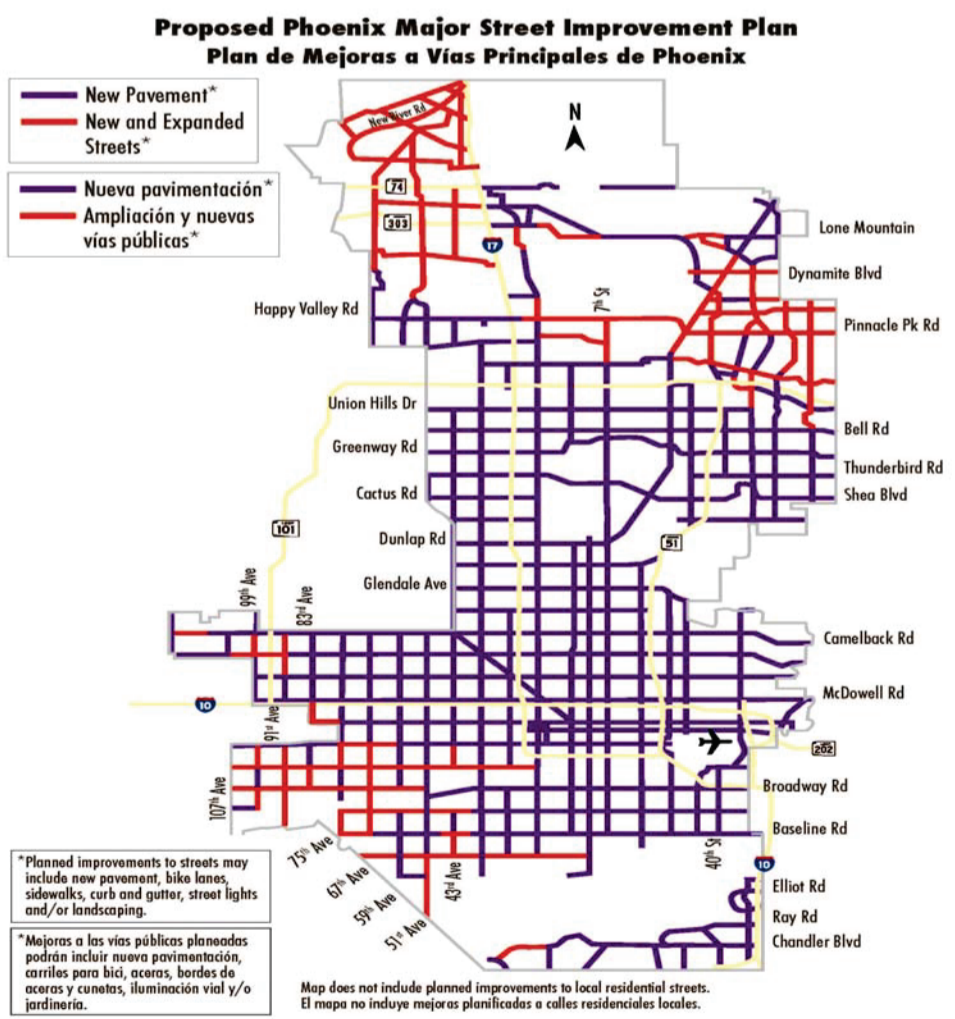 Proposed Phoenix Major Street Improvement Plan
Plan de Mejoras a Vías Principales de Phoenix
New Pavement*
New and Expanded
Streets*
Nueva pavimentación*
Ampliación y nuevas
vías públicas*
N
New River Rd
74
303
17
Lone Mountain
Dynamite Blvd
Happy Valley Rd
7th St
Pinnacle Pk Rd
Union Hills Dr
Bell Rd
Greenway Rd
Thunderbird Rd
Cactus Rd
Shea Blvd
101
Dunlap Rd
51
Glendale Ave
99th Ave
83rd Ave
Camelback Rd
McDowell Rd
10
91st Ave
202
107th Ave
Broadway Rd
Baseline Rd
75th Ave
67th Ave
59th Ave
51st Ave
43rd Ave
40th St
10
Elliot Rd
Ray Rd
Chandler Blvd
*Planned improvements to streets may
include new pavement, bike lanes,
sidewalks, curb and gutter, street lights
and/or landscaping.
*Mejoras a las vías públicas planeadas
podrán incluir nueva pavimentación,
carriles para bici, aceras, bordes de
aceras y cunetas, iluminación vial y/o
jardinería.
Map does not include planned improvements to local residential streets.
El mapa no incluye mejoras planificadas a calles residenciales locales.